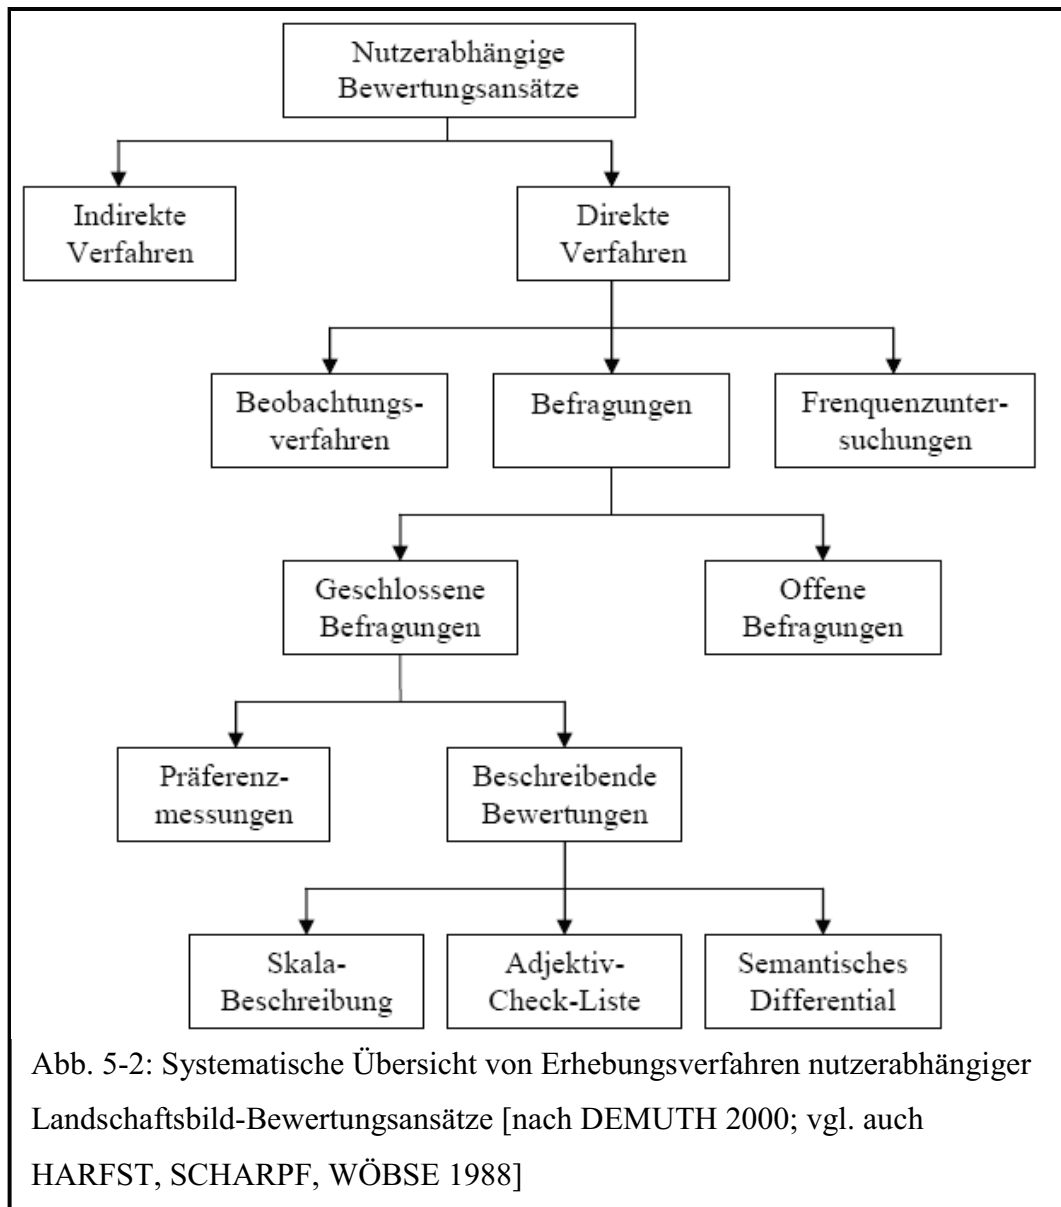 Nutzerabhängige
Bewertungsansätze
Indirekte
Verfahren
Direkte
Verfahren
Beobachtungs-
verfahren
Befragungen
Frenquenzunter-
suchungen
Geschlossene
Befragungen
Offene
Befragungen
Präferenz-
messungen
Beschreibende
Bewertungen
Skala-
Beschreibung
Adjektiv-
Check-Liste
Semantisches
Differential
Abb. 5-2: Systematische Übersicht von Erhebungsverfahren nutzerabhängiger
Landschaftsbild-Bewertungsansätze [nach DEMUTH 2000; vgl. auch
HARFST, SCHARPF, WÖBSE 1988]